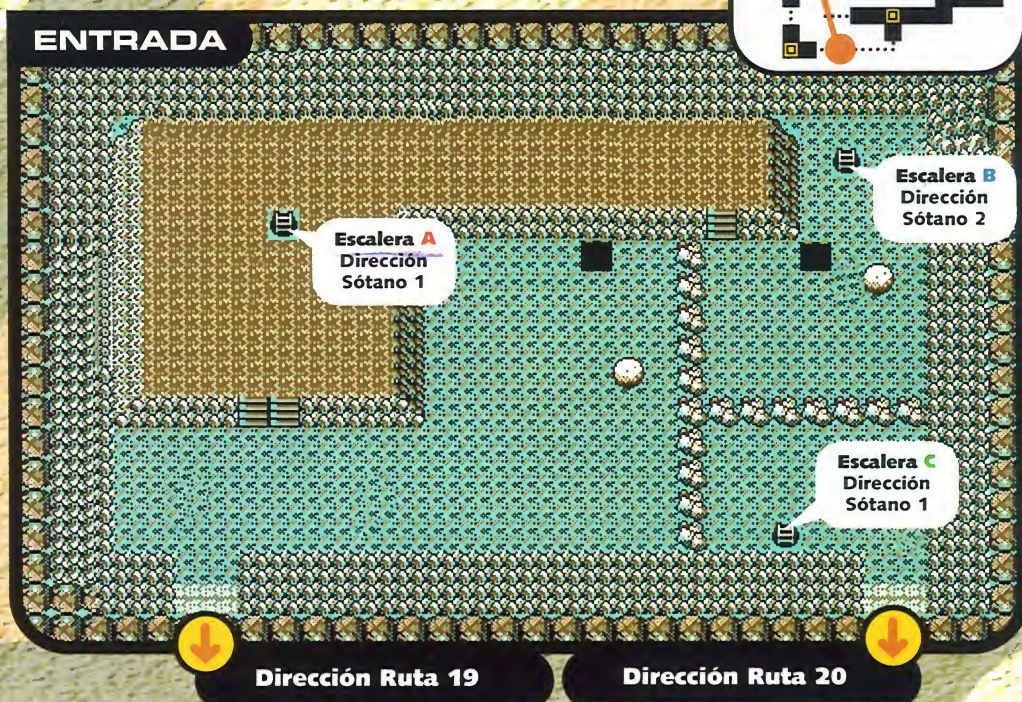 ENTRADA
Escalera B
Dirección
Sótano 2
Escalera A
Dirección
Sótano 1
Escalera C
Dirección
Sótano 1
Dirección Ruta 19
Dirección Ruta 20